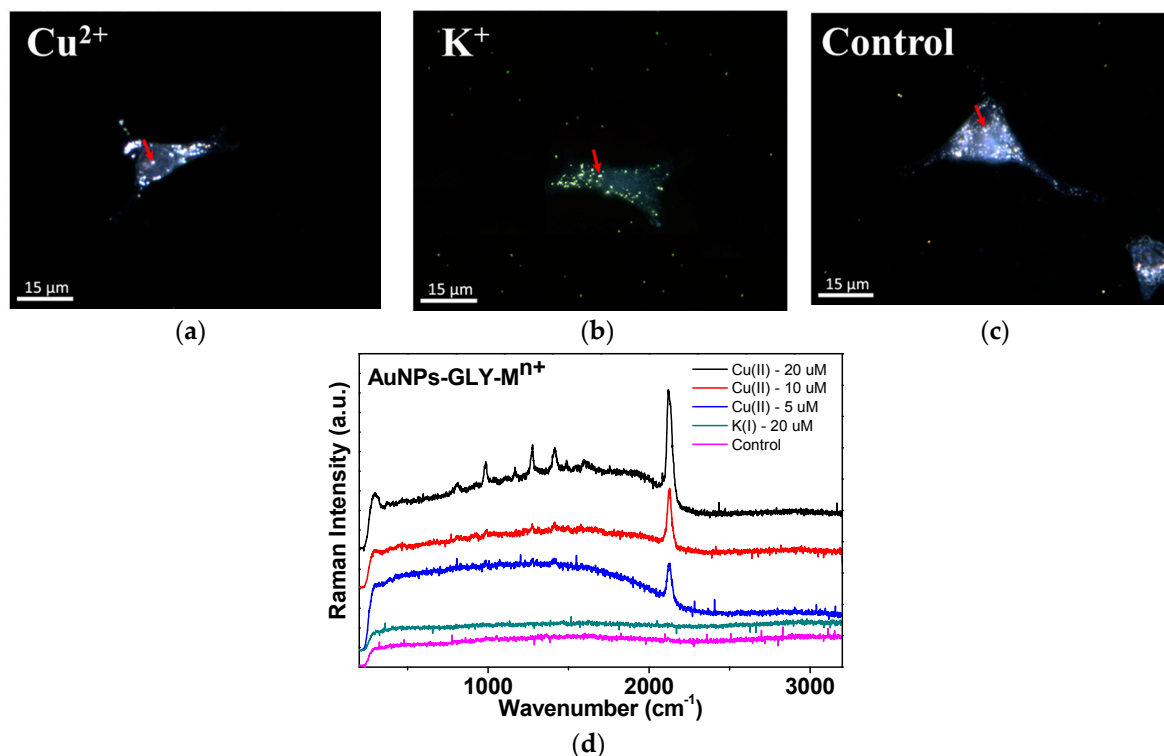 Cu²⁺
K⁺
Control
15 µm
15 µm
15 µm
(a)
(b)
(c)
AuNPs-GLY-Mⁿ⁺
Cu(II) - 20 uM
Cu(II) - 10 uM
Cu(II) - 5 uM
K(I) - 20 uM
Control
Raman Intensity (a.u.)
1000
2000
3000
Wavenumber (cm⁻¹)
(d)